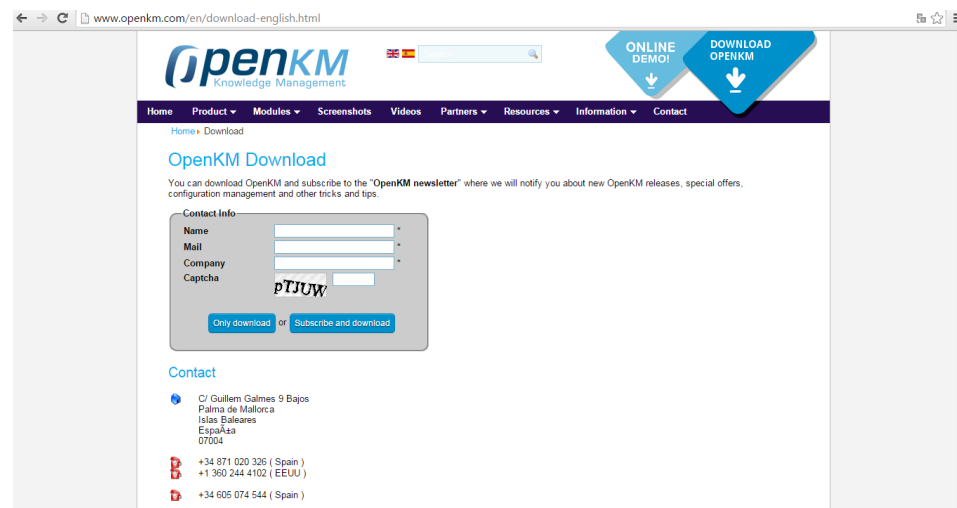 www.openkm.com/en/download-english.html
OpenKM
Knowledge Management
ONLINE
DEMO!
DOWNLOAD
OPENKM
Home Product Modules Screenshots Videos Partners Resources Information Contact
Home Download
OpenKM Download
You can download OpenKM and subscribe to the "OpenKM newsletter" where we will notify you about new OpenKM releases, special offers,
configuration management and other tricks and tips.
Contact Info
Name *
Mail *
Company *
Captcha pTJUW
Only download or Subscribe and download
Contact
C/ Guillem Galmes 9 Bajos
Palma de Mallorca
Islas Baleares
EspaÃ±a
07004
+34 871 020 326 ( Spain )
+1 360 244 4102 ( EEUU )
+34 605 074 544 ( Spain )